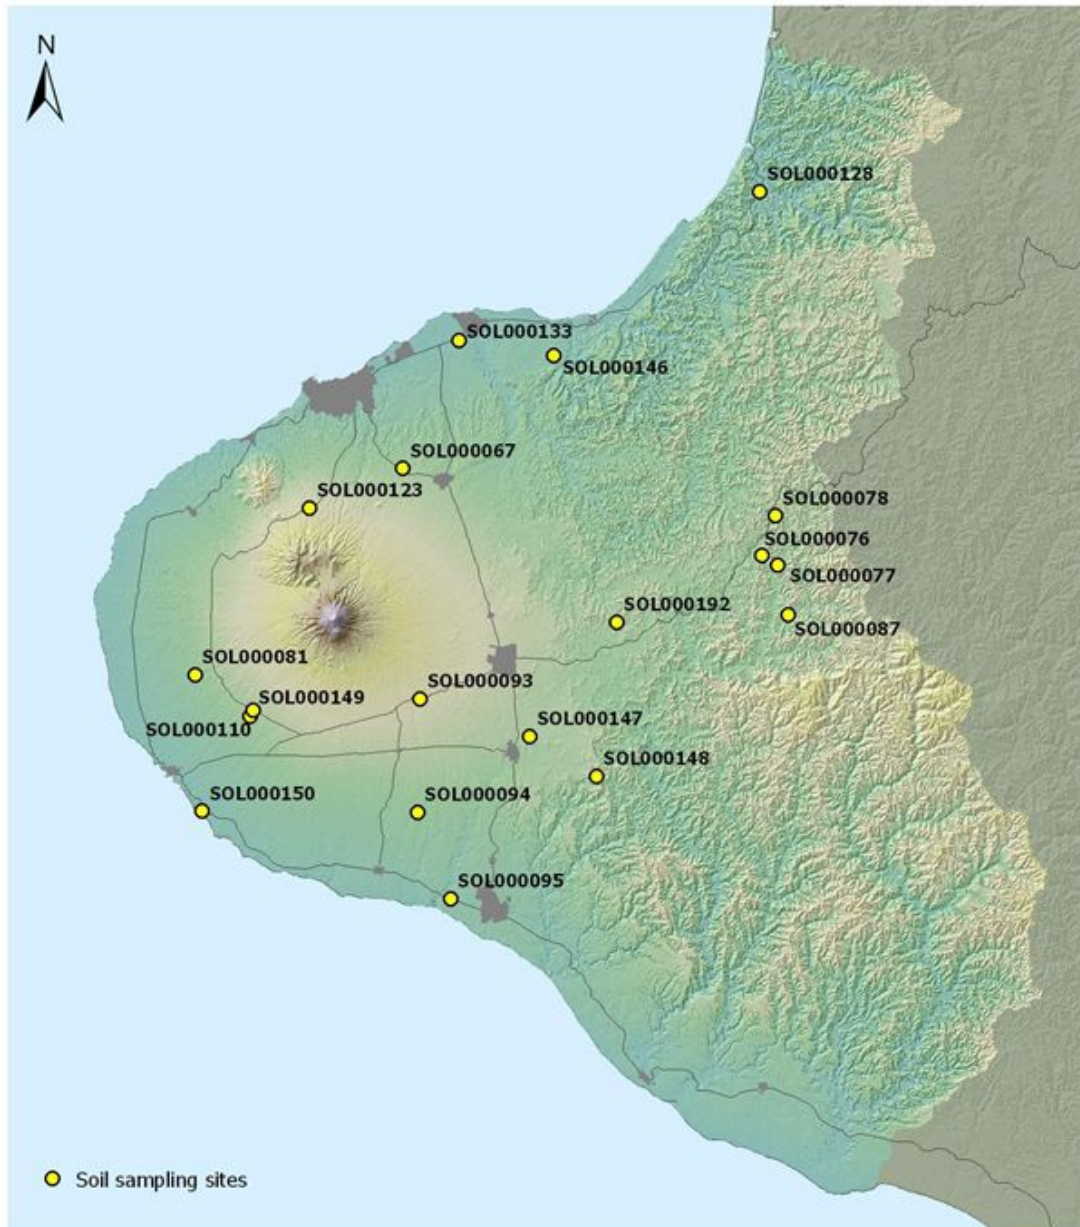 N
SOL000128
SOL000133
SOL000146
SOL000067
SOL000123
SOL000078
SOL000076
SOL000077
SOL000192
SOL000087
SOL000081
SOL000093
SOL000149
SOL000147
SOL000110
SOL000148
SOL000150
SOL000094
SOL000095
Soil sampling sites